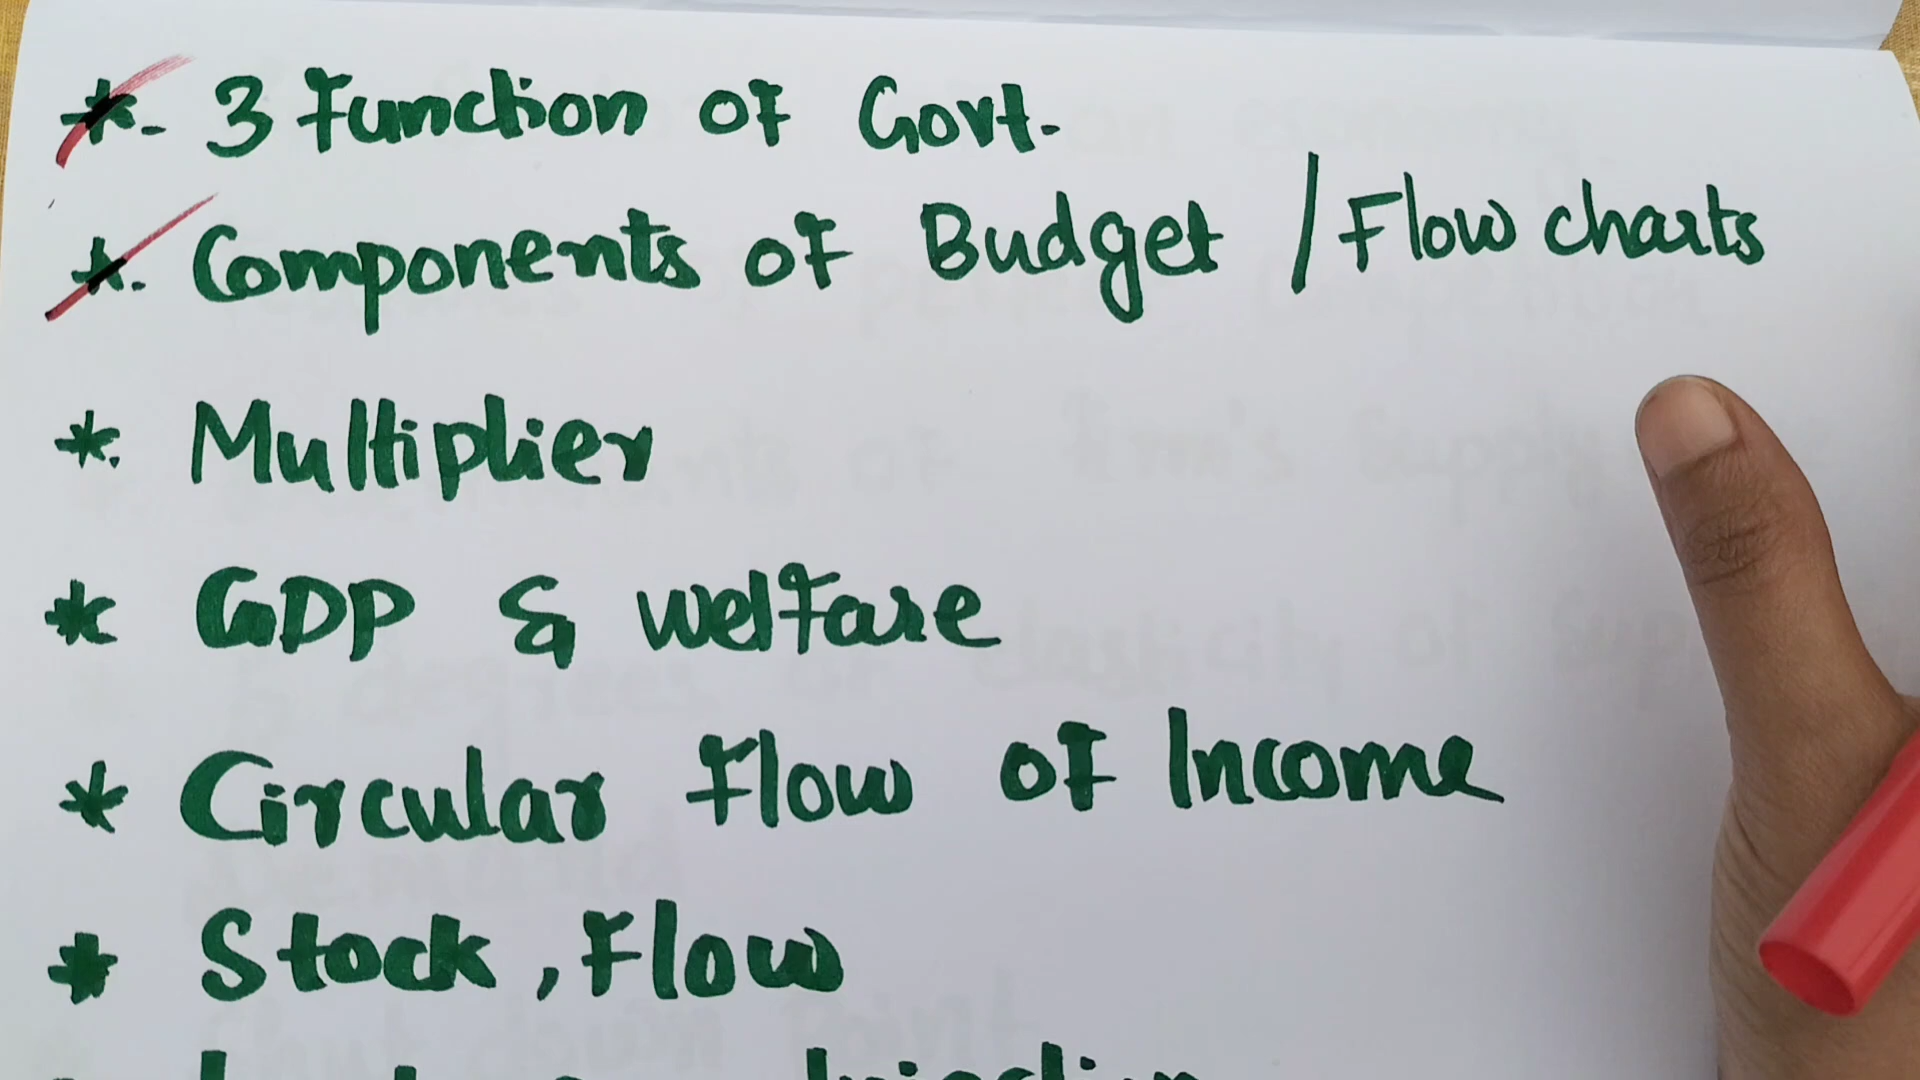 *. 3 Function of Govt.
*. Components of Budget / Flow charts
*. Multiplier
* GDP & welfare
* Circular Flow of Income
* Stock, Flow